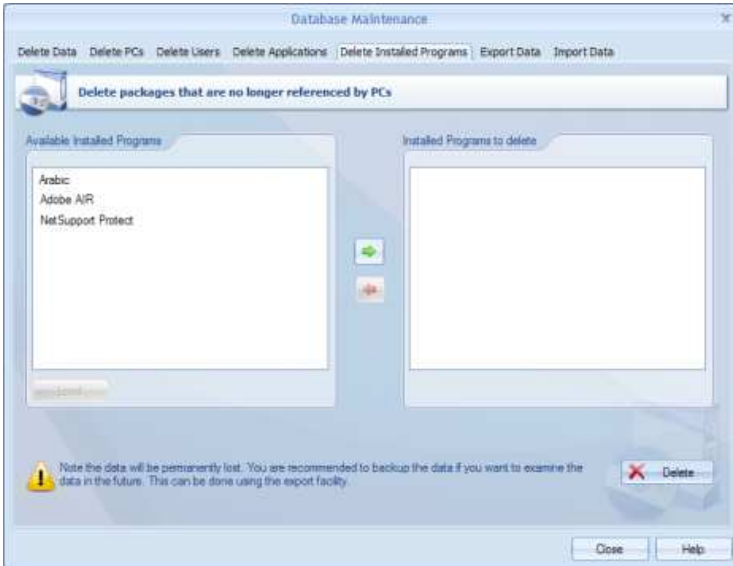 Database Maintenance
Delete Data Delete PCs Delete Users Delete Applications Delete Installed Programs Export Data Import Data
Delete packages that are no longer referenced by PCs
Available Installed Programs
Installed Programs to delete
Arabic
Adobe AIR
NetSupport Protect
Note the data will be permanently lost. You are recommended to backup the data if you want to examine the
data in the future. This can be done using the export facility.
Delete
Close Help